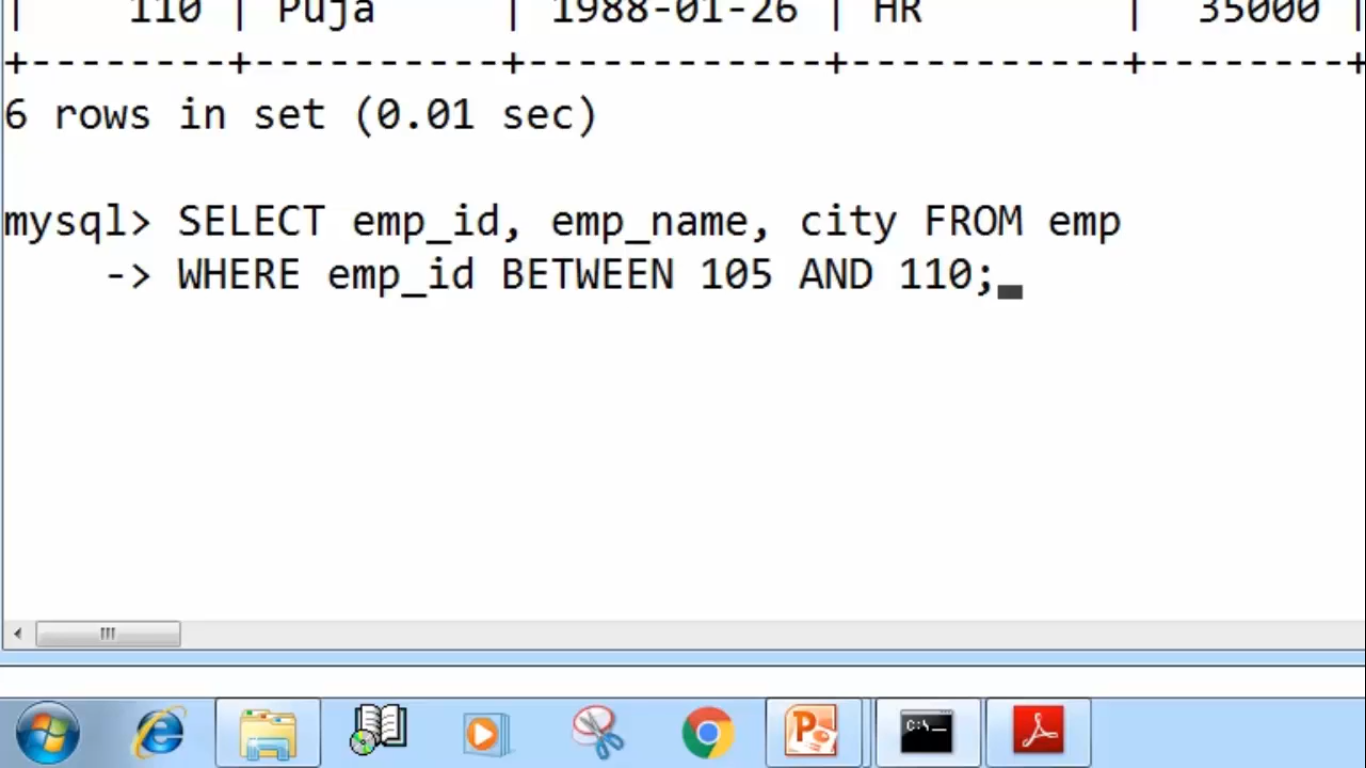 | 110 | Puja | 1988-01-26 | HR | 35000 |
+--------+----------+------------+-----------+--------+
6 rows in set (0.01 sec)
mysql> SELECT emp_id, emp_name, city FROM emp
-> WHERE emp_id BETWEEN 105 AND 110;
C:\_